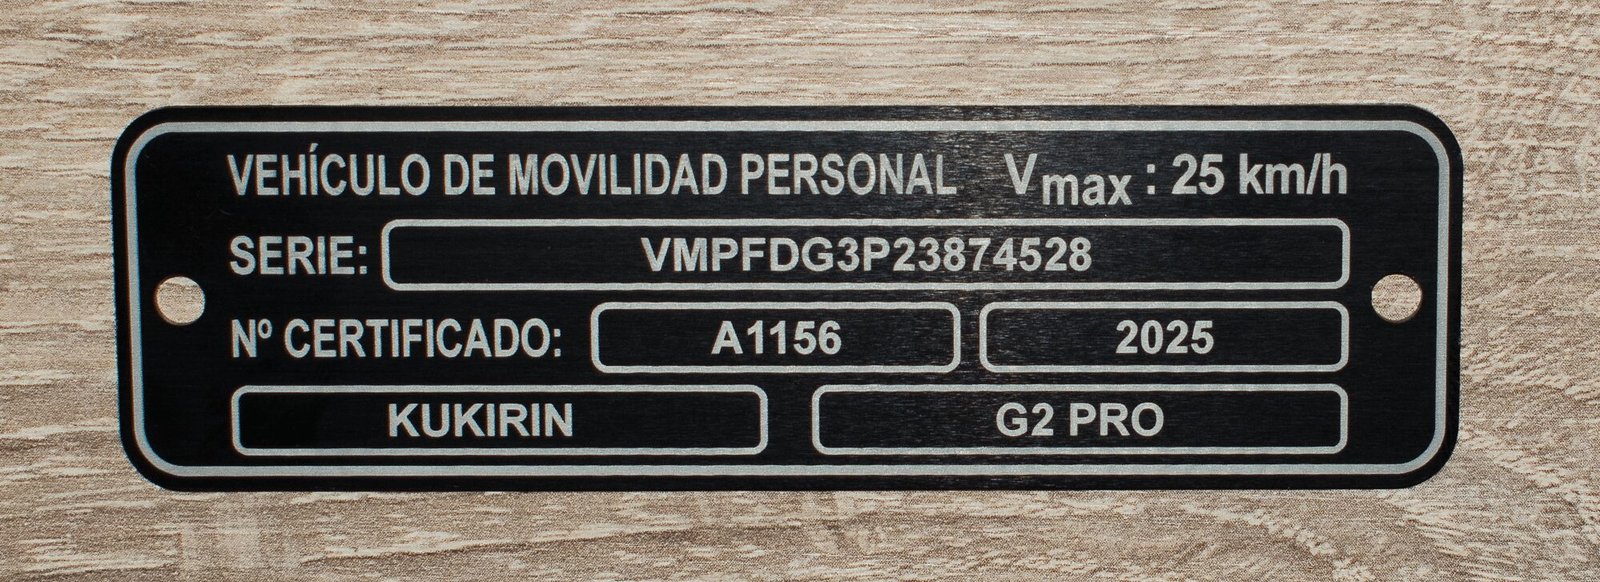 VEHÍCULO DE MOVILIDAD PERSONAL Vmax : 25 km/h
SERIE: VMPFDG3P23874528
Nº CERTIFICADO: A1156 2025
KUKIRIN G2 PRO